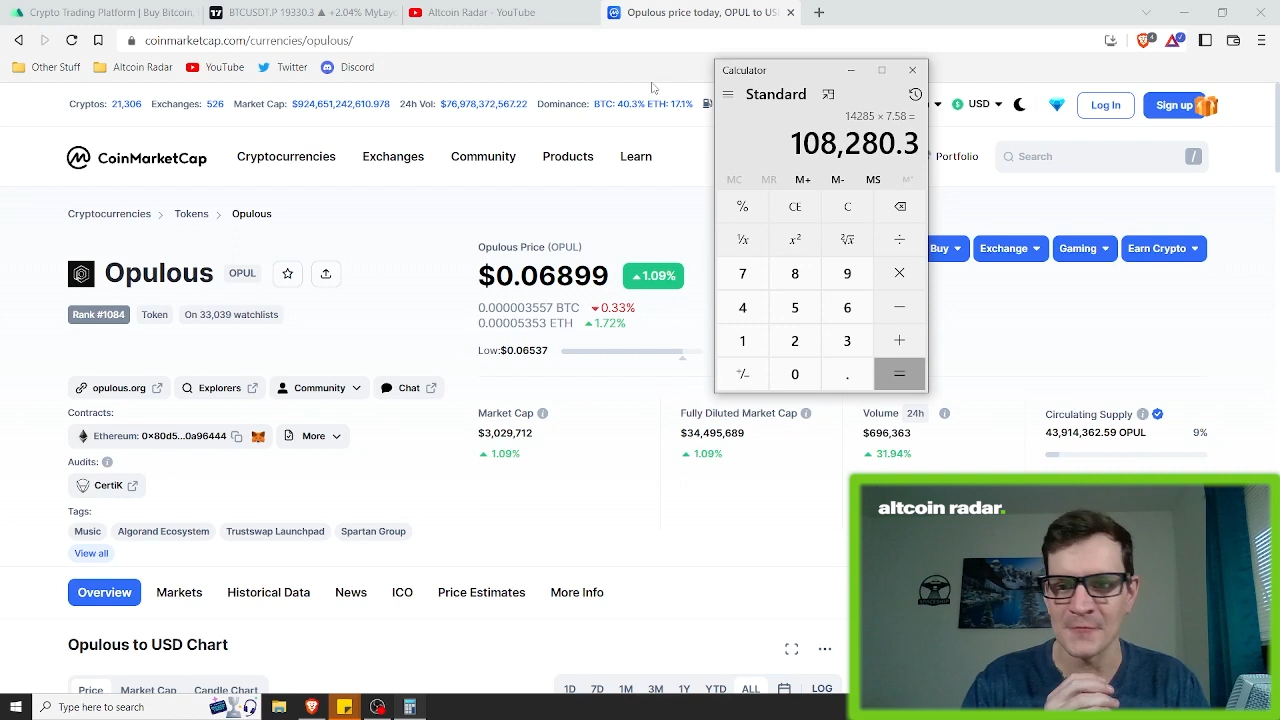 Crypto Trading Platform | Buy Bitcoin,
BTCUSDT.P 19330.3 ▲ +2.04% MyLayo
Altcoin Radar - YouTube
Opulous price today, OPUL to USD
coinmarketcap.com/currencies/opulous/
4
Other Stuff
Altcoin Radar
YouTube
Twitter
Discord
Cryptos: 21,306 Exchanges: 526 Market Cap: $924,651,242,610.978 24h Vol: $76,978,372,567.22 Dominance: BTC: 40.3% ETH: 17.1%
USD
Log In
Sign up
CoinMarketCap
Cryptocurrencies
Exchanges
Community
Products
Learn
Portfolio
Search
/
Cryptocurrencies > Tokens > Opulous
Opulous OPUL
Rank #1084
Token
On 33,039 watchlists
opulous.org
Explorers
Community
Chat
Contracts:
Ethereum: 0x80d5...0a96444
More
Audits:
CertiK
Tags:
Music
Algorand Ecosystem
Trustswap Launchpad
Spartan Group
View all
Opulous Price (OPUL)
$0.06899 1.09%
0.000003557 BTC 0.33%
0.00005353 ETH 1.72%
Low:$0.06537
Buy
Exchange
Gaming
Earn Crypto
Market Cap
$3,029,712
1.09%
Fully Diluted Market Cap
$34,495,689
1.09%
Volume 24h
$696,363
31.94%
Circulating Supply
43,914,362.59 OPUL 9%
Calculator
Standard
14285 × 7.58 =
108,280.3
MC MR M+ M- MS M˅
% CE C
¹/x x² ²√x ÷
7 8 9 ×
4 5 6 −
1 2 3 +
+/− 0 . =
Overview
Markets
Historical Data
News
ICO
Price Estimates
More Info
Opulous to USD Chart
Price
Market Cap
Candle Chart
1D 7D 1M 3M 1Y YTD ALL LOG
altcoin radar.
Type here to search